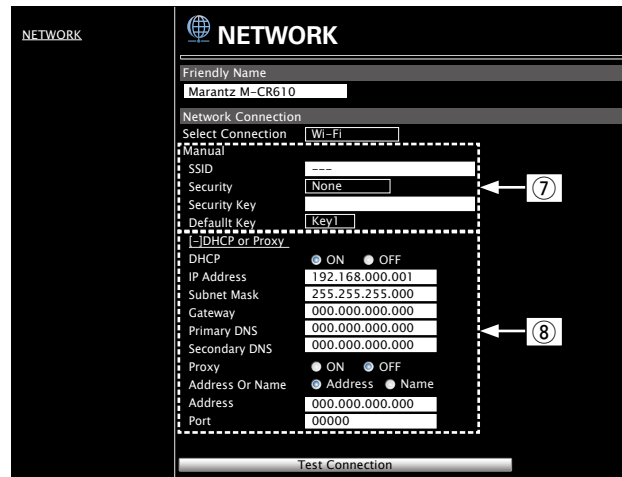 NETWORK
NETWORK
Friendly Name
Marantz M-CR610
Network Connection
Select Connection Wi-Fi
Manual
SSID ---
Security None
Security Key
Defaullt Key Key1
⑦
[-]DHCP or Proxy
DHCP ON OFF
IP Address 192.168.000.001
Subnet Mask 255.255.255.000
Gateway 000.000.000.000
Primary DNS 000.000.000.000
Secondary DNS 000.000.000.000
⑧
Proxy ON OFF
Address Or Name Address Name
Address 000.000.000.000
Port 00000
Test Connection